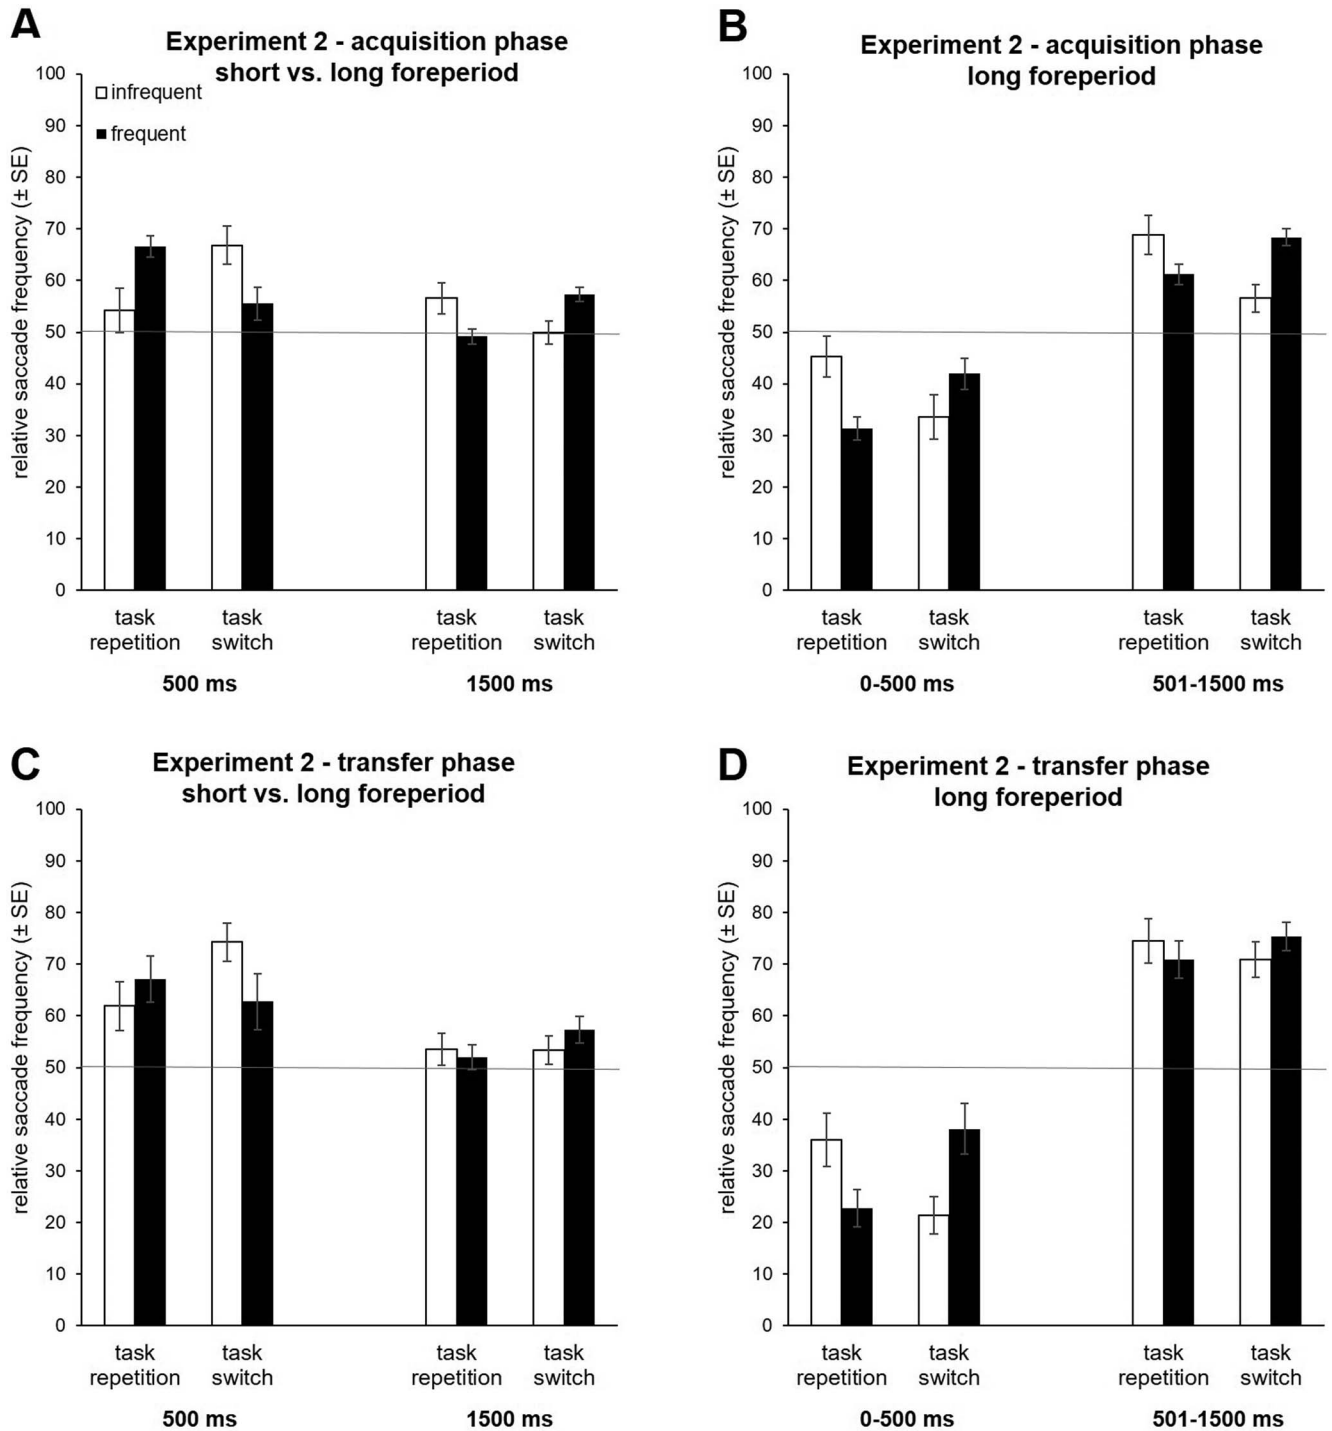 A
Experiment 2 - acquisition phase
short vs. long foreperiod
infrequent
frequent
relative saccade frequency (± SE)
100
90
80
70
60
50
40
30
20
10
0
task repetition
task switch
task repetition
task switch
500 ms
1500 ms
B
Experiment 2 - acquisition phase
long foreperiod
relative saccade frequency (± SE)
100
90
80
70
60
50
40
30
20
10
0
task repetition
task switch
task repetition
task switch
0-500 ms
501-1500 ms
C
Experiment 2 - transfer phase
short vs. long foreperiod
relative saccade frequency (± SE)
100
90
80
70
60
50
40
30
20
10
0
task repetition
task switch
task repetition
task switch
500 ms
1500 ms
D
Experiment 2 - transfer phase
long foreperiod
relative saccade frequency (± SE)
100
90
80
70
60
50
40
30
20
10
0
task repetition
task switch
task repetition
task switch
0-500 ms
501-1500 ms